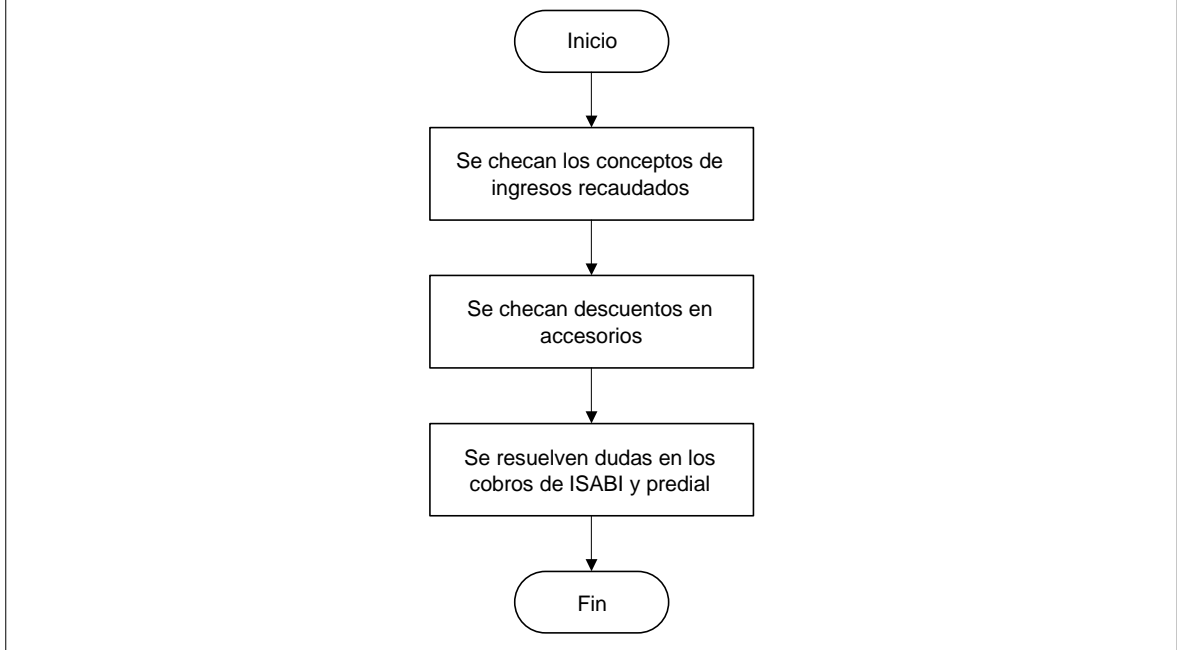 Inicio
Se checan los conceptos de
ingresos recaudados
Se checan descuentos en
accesorios
Se resuelven dudas en los
cobros de ISABI y predial
Fin